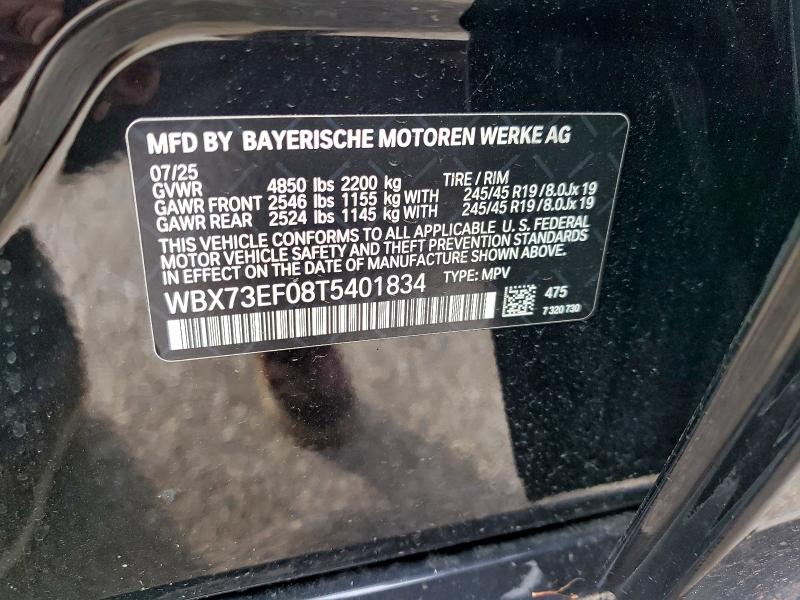 MFD BY BAYERISCHE MOTOREN WERKE AG
07/25
GVWR 4850 lbs 2200 kg TIRE / RIM
GAWR FRONT 2546 lbs 1155 kg WITH 245/45 R19 / 8.0Jx 19
GAWR REAR 2524 lbs 1145 kg WITH 245/45 R19 / 8.0Jx 19
THIS VEHICLE CONFORMS TO ALL APPLICABLE U. S. FEDERAL
MOTOR VEHICLE SAFETY AND THEFT PREVENTION STANDARDS
IN EFFECT ON THE DATE OF MANUFACTURE SHOWN ABOVE.
WBX73EF08T5401834 TYPE: MPV
475
7 320 730